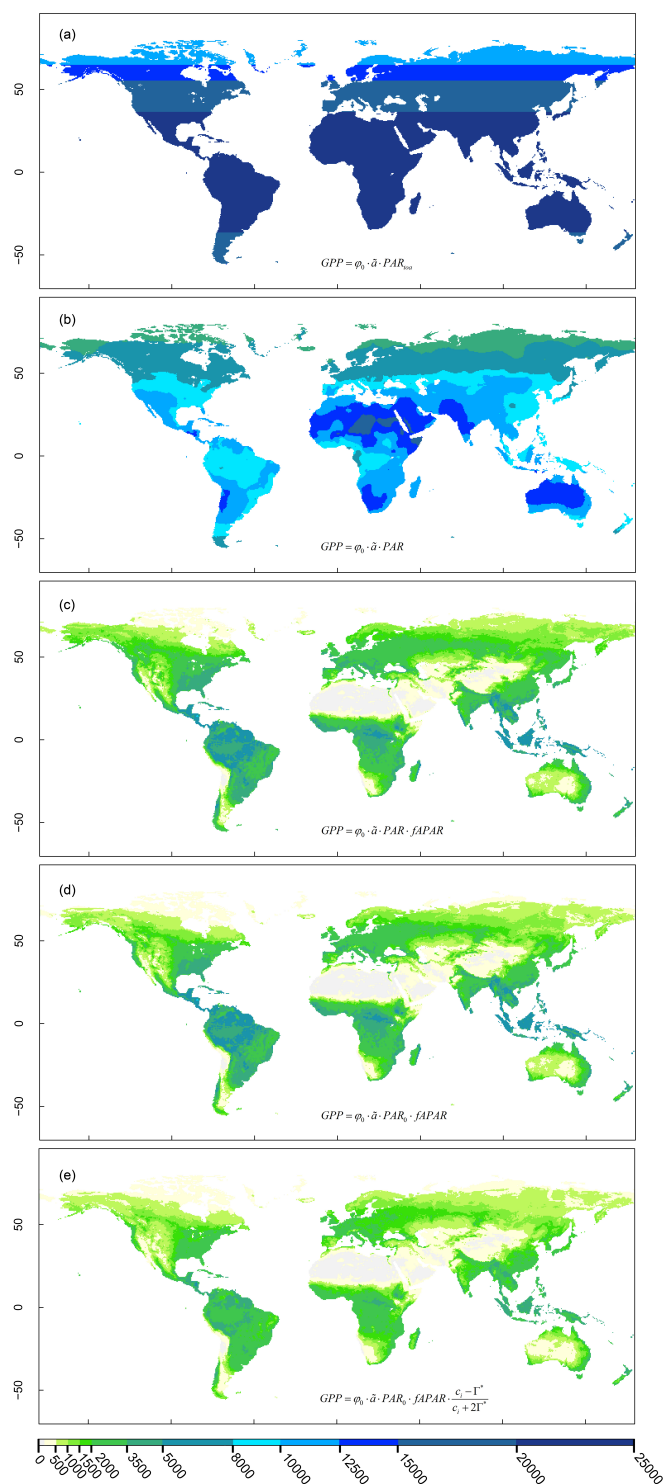 (a)
50
0
−50
GPP = φ₀ · ã · PAR_toa
(b)
50
0
−50
GPP = φ₀ · ã · PAR
(c)
50
0
−50
GPP = φ₀ · ã · PAR · fAPAR
(d)
50
0
−50
GPP = φ₀ · ã · PAR₀ · fAPAR
(e)
50
0
−50
GPP = φ₀ · ã · PAR₀ · fAPAR · (cᵢ − Γ*) / (cᵢ + 2Γ*)
0 500 1000 1500 2000 3500 5000 8000 10000 12500 15000 20000 25000